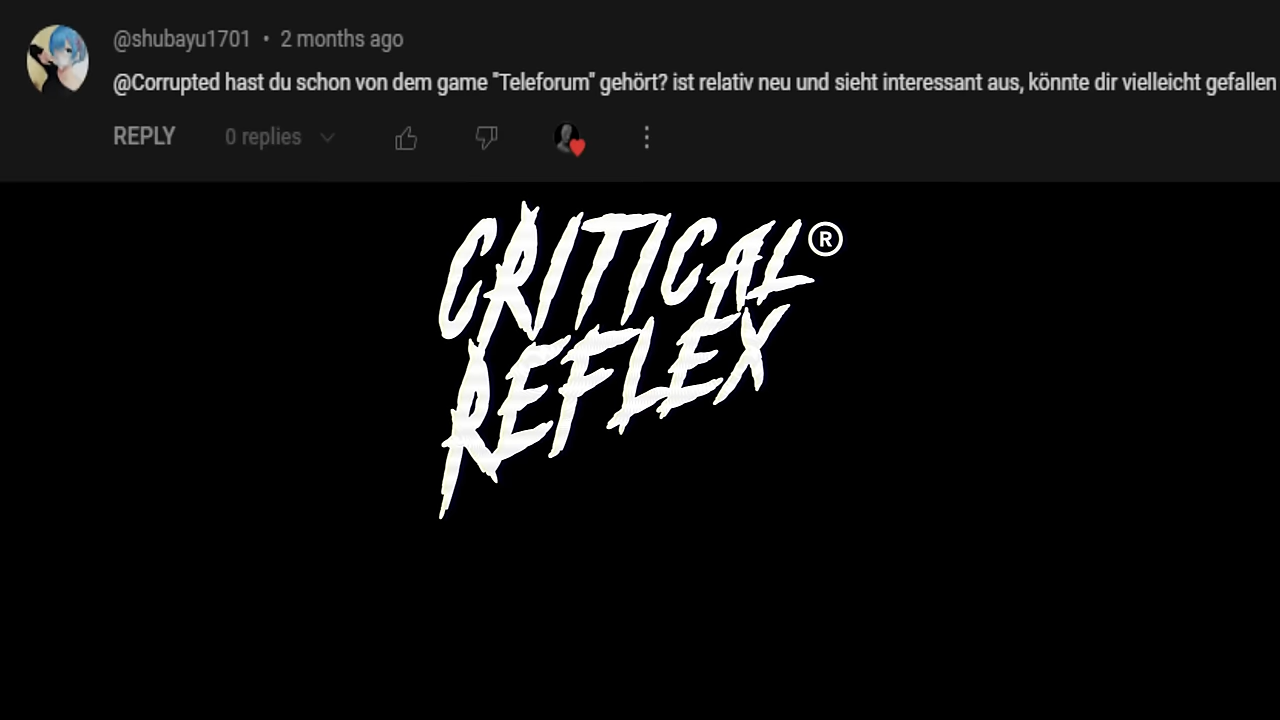 @shubayu1701 • 2 months ago
@Corrupted hast du schon von dem game "Teleforum" gehört? ist relativ neu und sieht interessant aus, könnte dir vielleicht gefallen
REPLY 0 replies
CRITICAL®
REFLEX